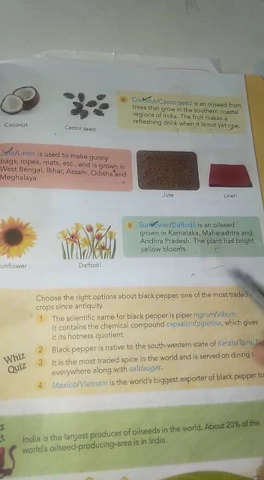 6 Coconut/Castor seed is an oilseed from
trees that grow in the southern coastal
regions of India. The fruit makes a
refreshing drink when it is not yet ripe.
Coconut
Castor seed
Jute/Linen is used to make gunny
bags, ropes, mats, etc., and is grown in
West Bengal, Bihar, Assam, Odisha and
Meghalaya.
Jute
Linen
8 Sunflower/Daffodil is an oilseed
grown in Karnataka, Maharashtra and
Andhra Pradesh. The plant has bright
yellow blooms.
unflower
Daffodil
Choose the right options about black pepper, one of the most traded
crops since antiquity.
1 The scientific name for black pepper is piper nigrum/album.
It contains the chemical compound capsaicin/piperine, which gives
it its hotness quotient.
Whiz
Quiz
2 Black pepper is native to the south-western state of Kerala/Tamil
3 It is the most traded spice in the world and is served on dining t
everywhere along with salt/sugar.
4 Mexico/Vietnam is the world's biggest exporter of black pepper to
India is the largest producer of oilseeds in the world. About 20% of the
world's oilseed-producing-area is in India.